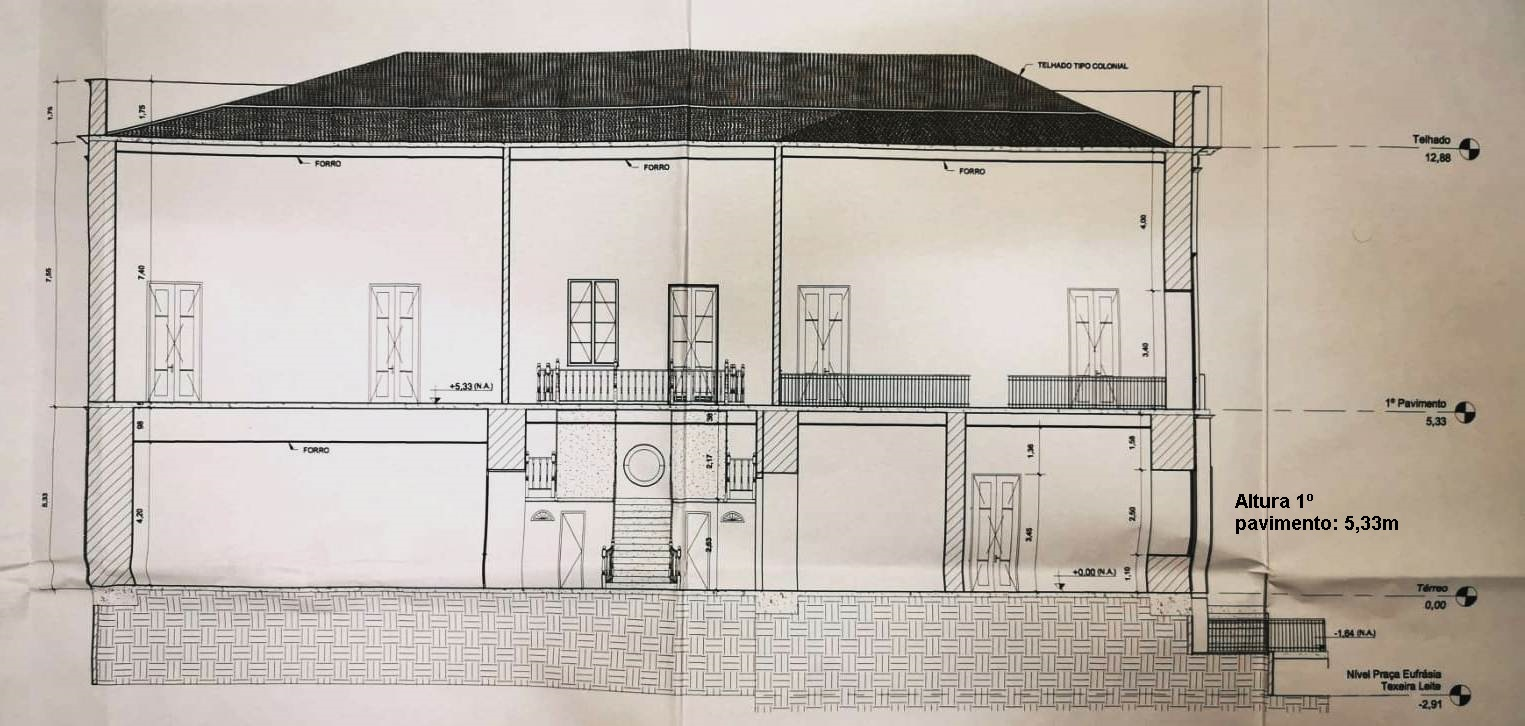 TELHADO TIPO COLONIAL
1,75
1,75
Telhado
12,88
FORRO
FORRO
FORRO
4,00
7,55
7,40
3,40
+5,33 (N.A.)
1º Pavimento
5,33
98
36
FORRO
1,36
1,58
2,17
5,33
4,20
2,50
Altura 1º
pavimento: 5,33m
3,45
2,63
+0,00 (N.A.)
1,10
Térreo
0,00
-1,64 (N.A.)
Nível Praça Eufrásia
Texeira Leite
-2,91